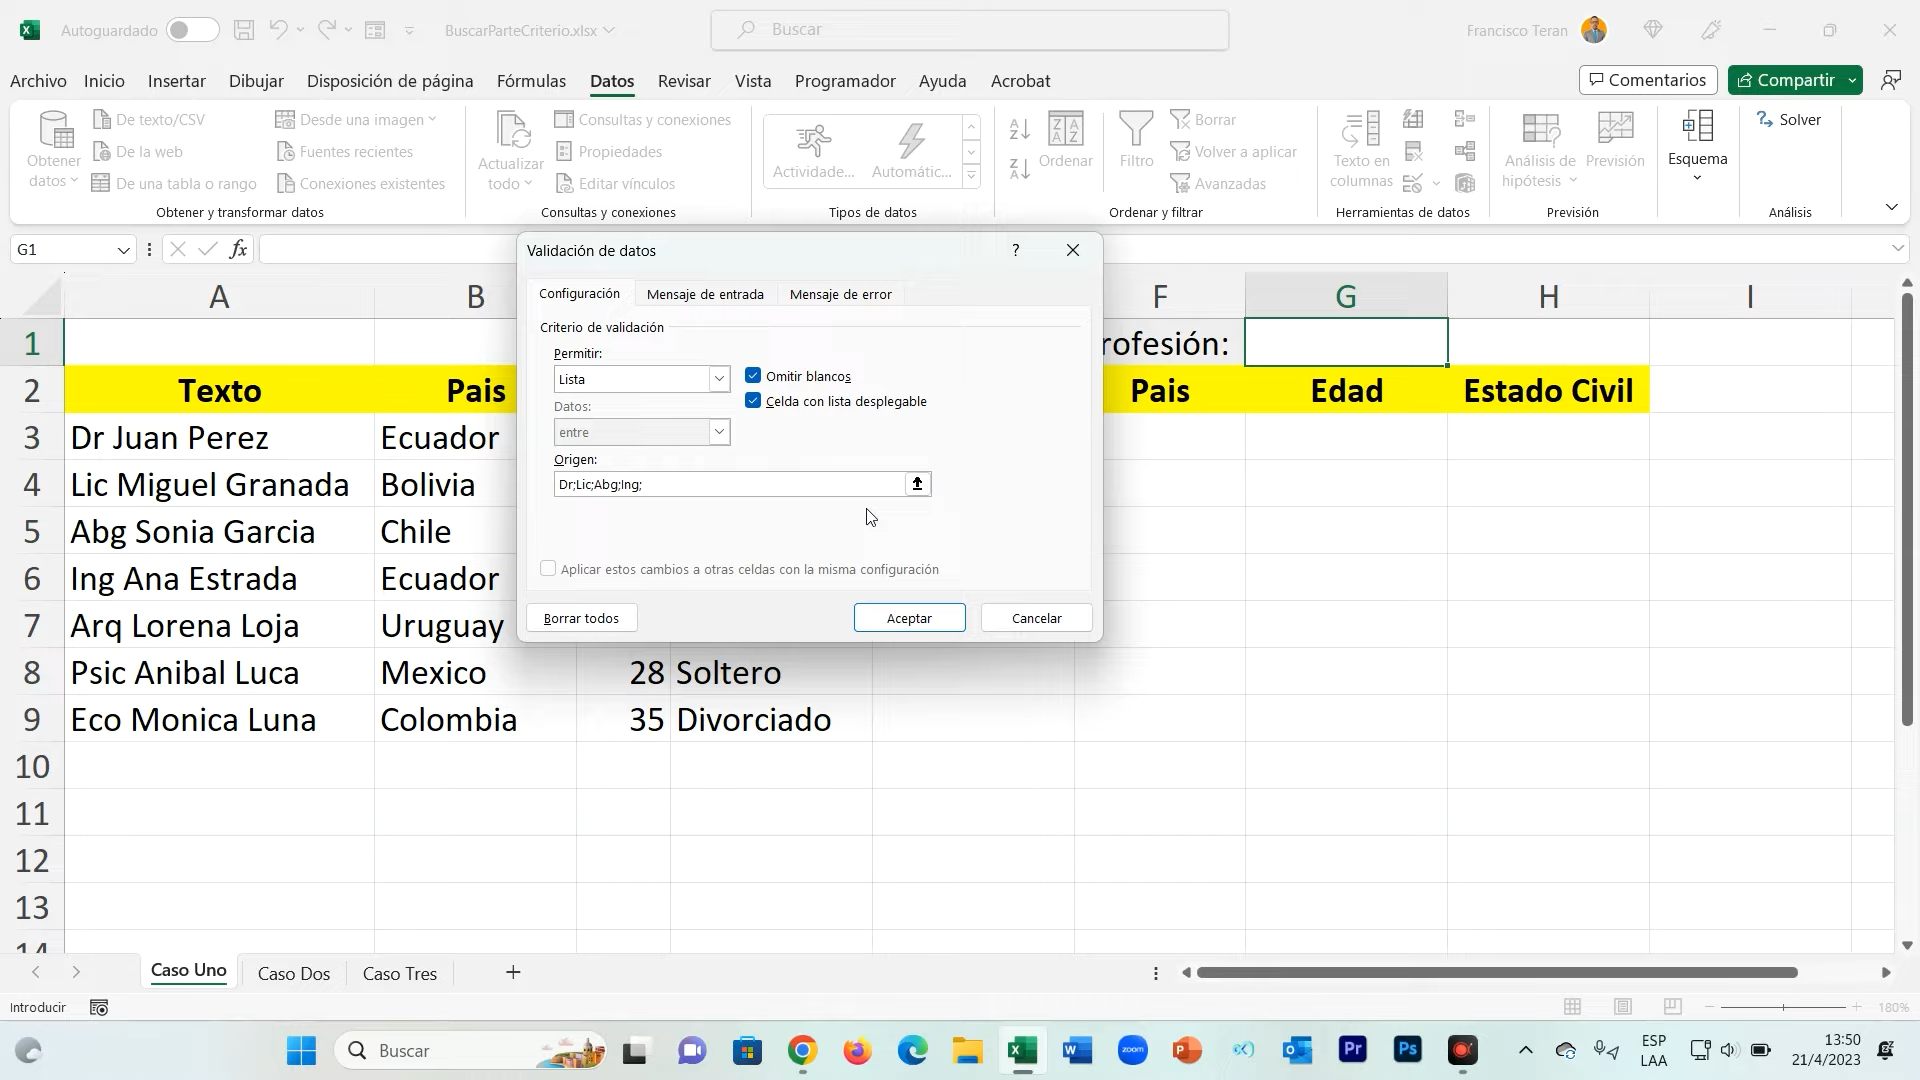 Autoguardado
BuscarParteCriterio.xlsx
Buscar
Francisco Teran
Archivo Inicio Insertar Dibujar Disposición de página Fórmulas Datos Revisar Vista Programador Ayuda Acrobat
Comentarios
Compartir
Obtener datos
De texto/CSV
De la web
De una tabla o rango
Desde una imagen
Fuentes recientes
Conexiones existentes
Obtener y transformar datos
Actualizar todo
Consultas y conexiones
Propiedades
Editar vínculos
Consultas y conexiones
Actividade...
Automátic...
Tipos de datos
Ordenar
Filtro
Borrar
Volver a aplicar
Avanzadas
Ordenar y filtrar
Texto en columnas
Herramientas de datos
Análisis de hipótesis
Previsión
Previsión
Esquema
Solver
Análisis
G1
fx
Validación de datos
?
Configuración
Mensaje de entrada
Mensaje de error
Criterio de validación
Permitir:
Lista
Omitir blancos
Celda con lista desplegable
Datos:
entre
Origen:
Dr;Lic;Abg;Ing;
Aplicar estos cambios a otras celdas con la misma configuración
Borrar todos
Aceptar
Cancelar
A B F G H I
1 rofesión:
2 Texto Pais Pais Edad Estado Civil
3 Dr Juan Perez Ecuador
4 Lic Miguel Granada Bolivia
5 Abg Sonia Garcia Chile
6 Ing Ana Estrada Ecuador
7 Arq Lorena Loja Uruguay
8 Psic Anibal Luca Mexico 28 Soltero
9 Eco Monica Luna Colombia 35 Divorciado
10
11
12
13
14
Caso Uno Caso Dos Caso Tres
Introducir
180%
Buscar
zoom
Pr
Ps
ESP
LAA
13:50
21/4/2023